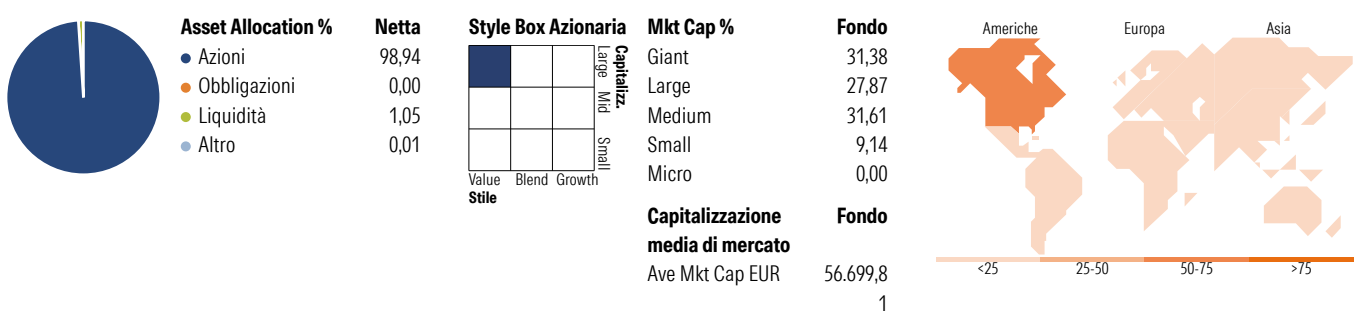 Asset Allocation % Netta
Azioni 98,94
Obbligazioni 0,00
Liquidità 1,05
Altro 0,01
Style Box Azionaria
Capitalizz.
Large Mid Small
Value Blend Growth
Stile
Mkt Cap % Fondo
Giant 31,38
Large 27,87
Medium 31,61
Small 9,14
Micro 0,00
Capitalizzazione Fondo
media di mercato
Ave Mkt Cap EUR 56.699,8
1
Americhe Europa Asia
<25 25-50 50-75 >75